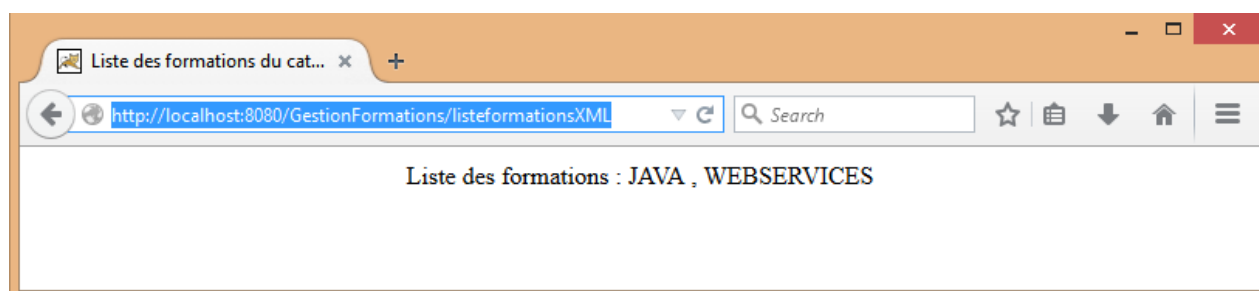 Liste des formations du cat...
http://localhost:8080/GestionFormations/listeformationsXML
Search
Liste des formations : JAVA , WEBSERVICES